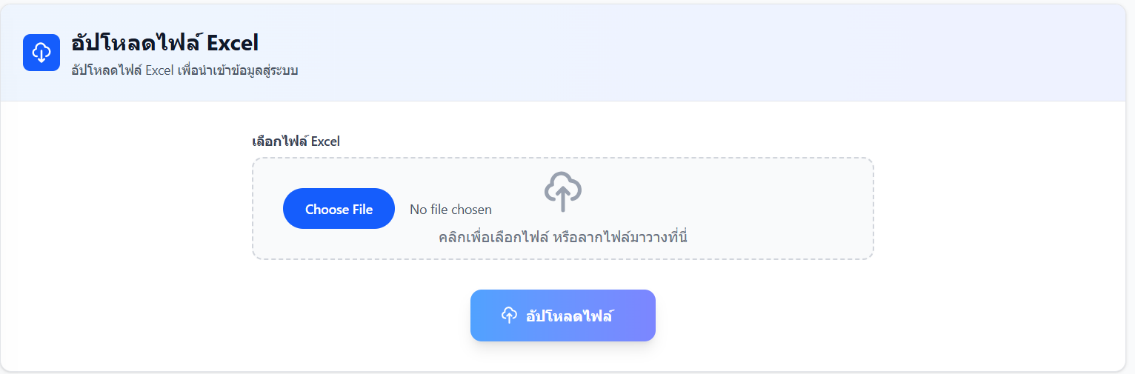 อัปโหลดไฟล์ Excel
อัปโหลดไฟล์ Excel เพื่อนำเข้าข้อมูลสู่ระบบ
เลือกไฟล์ Excel
Choose File No file chosen
คลิกเพื่อเลือกไฟล์ หรือลากไฟล์มาวางที่นี่
อัปโหลดไฟล์